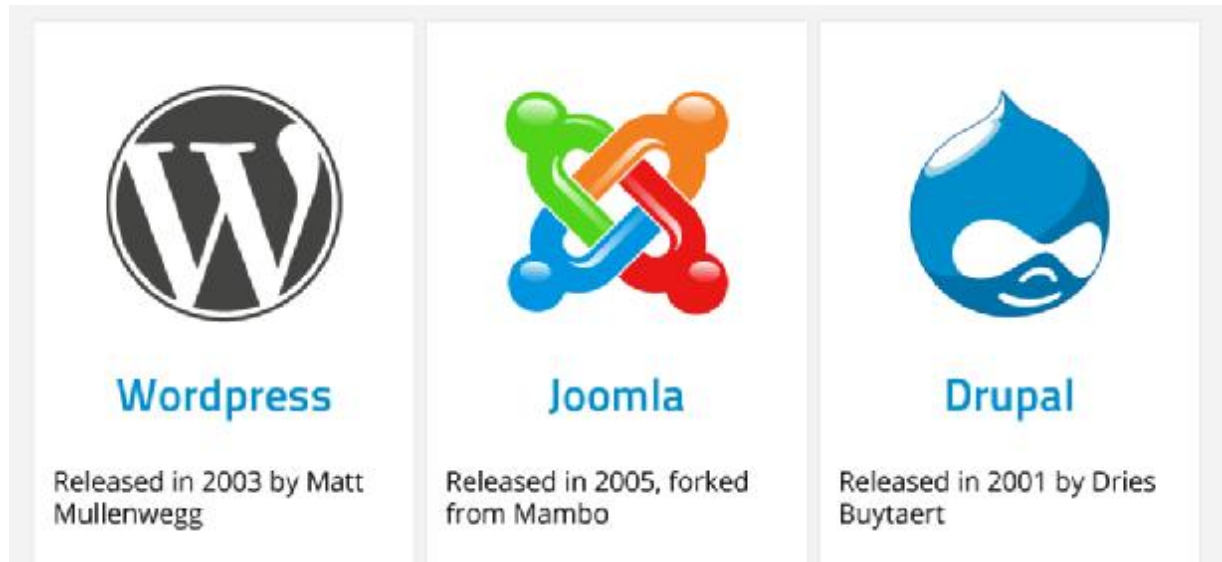 Wordpress
Released in 2003 by Matt
Mullenwegg
Joomla
Released in 2005, forked
from Mambo
Drupal
Released in 2001 by Dries
Buytaert